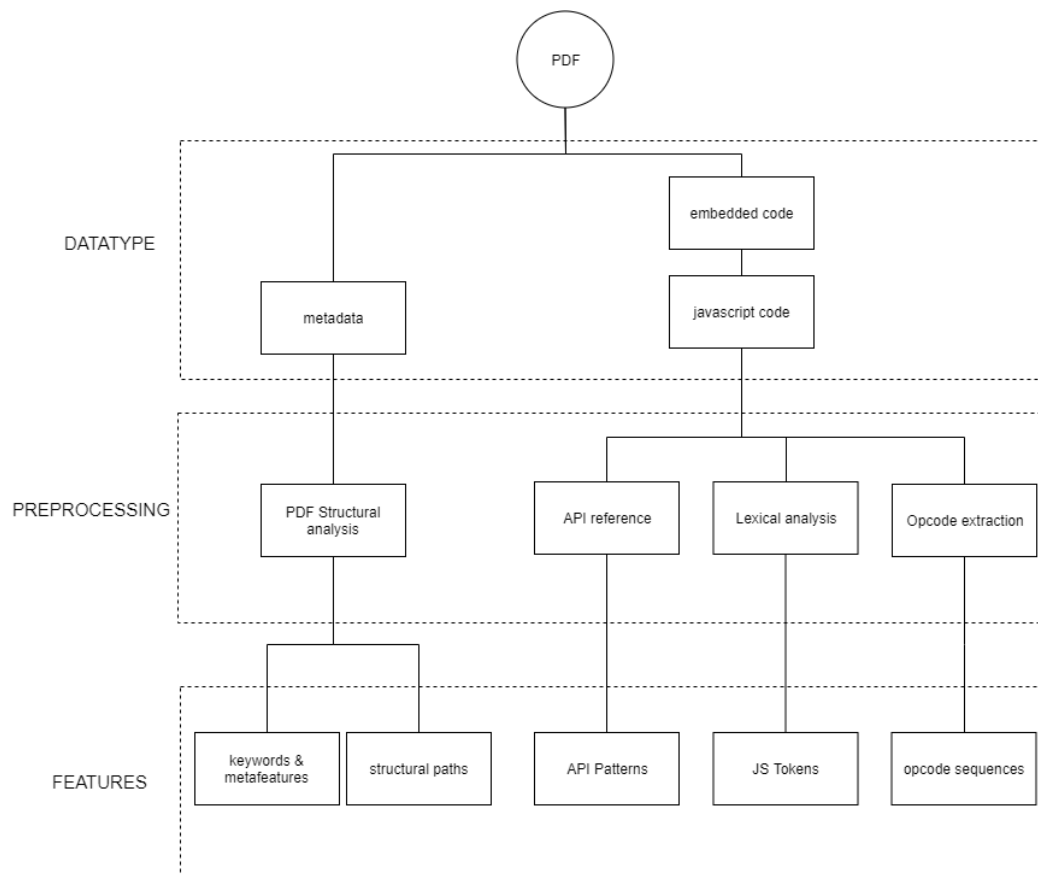 PDF
embedded code
DATATYPE
javascript code
metadata
PREPROCESSING
PDF Structural
analysis
API reference
Lexical analysis
Opcode extraction
FEATURES
keywords &
metafeatures
structural paths
API Patterns
JS Tokens
opcode sequences